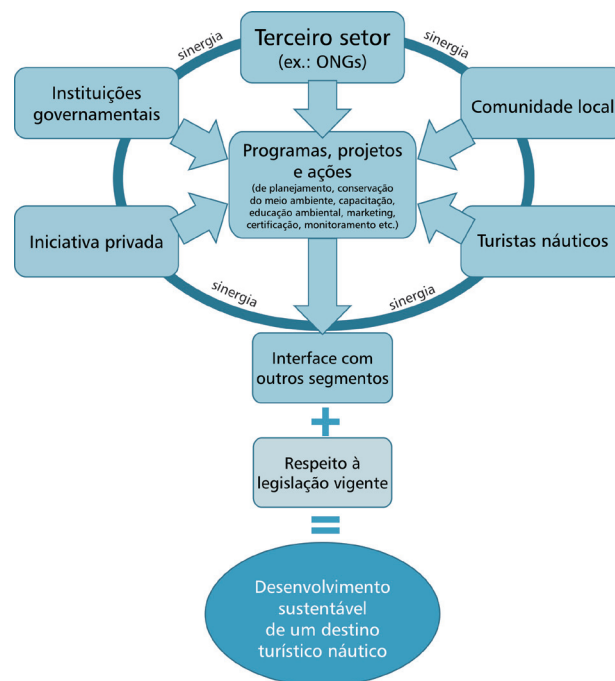 sinergia
Terceiro setor
(ex.: ONGs)
sinergia
Instituições
governamentais
Comunidade local
Programas, projetos
e ações
(de planejamento, conservação
do meio ambiente, capacitação,
educação ambiental, marketing,
certificação, monitoramento etc.)
Iniciativa privada
Turistas náuticos
sinergia
sinergia
Interface com
outros segmentos
+
Respeito à
legislação vigente
=
Desenvolvimento
sustentável
de um destino
turístico náutico